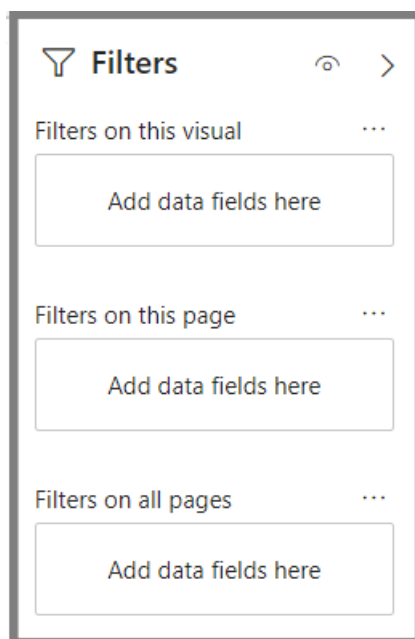 Filters
Filters on this visual
Add data fields here
Filters on this page
Add data fields here
Filters on all pages
Add data fields here